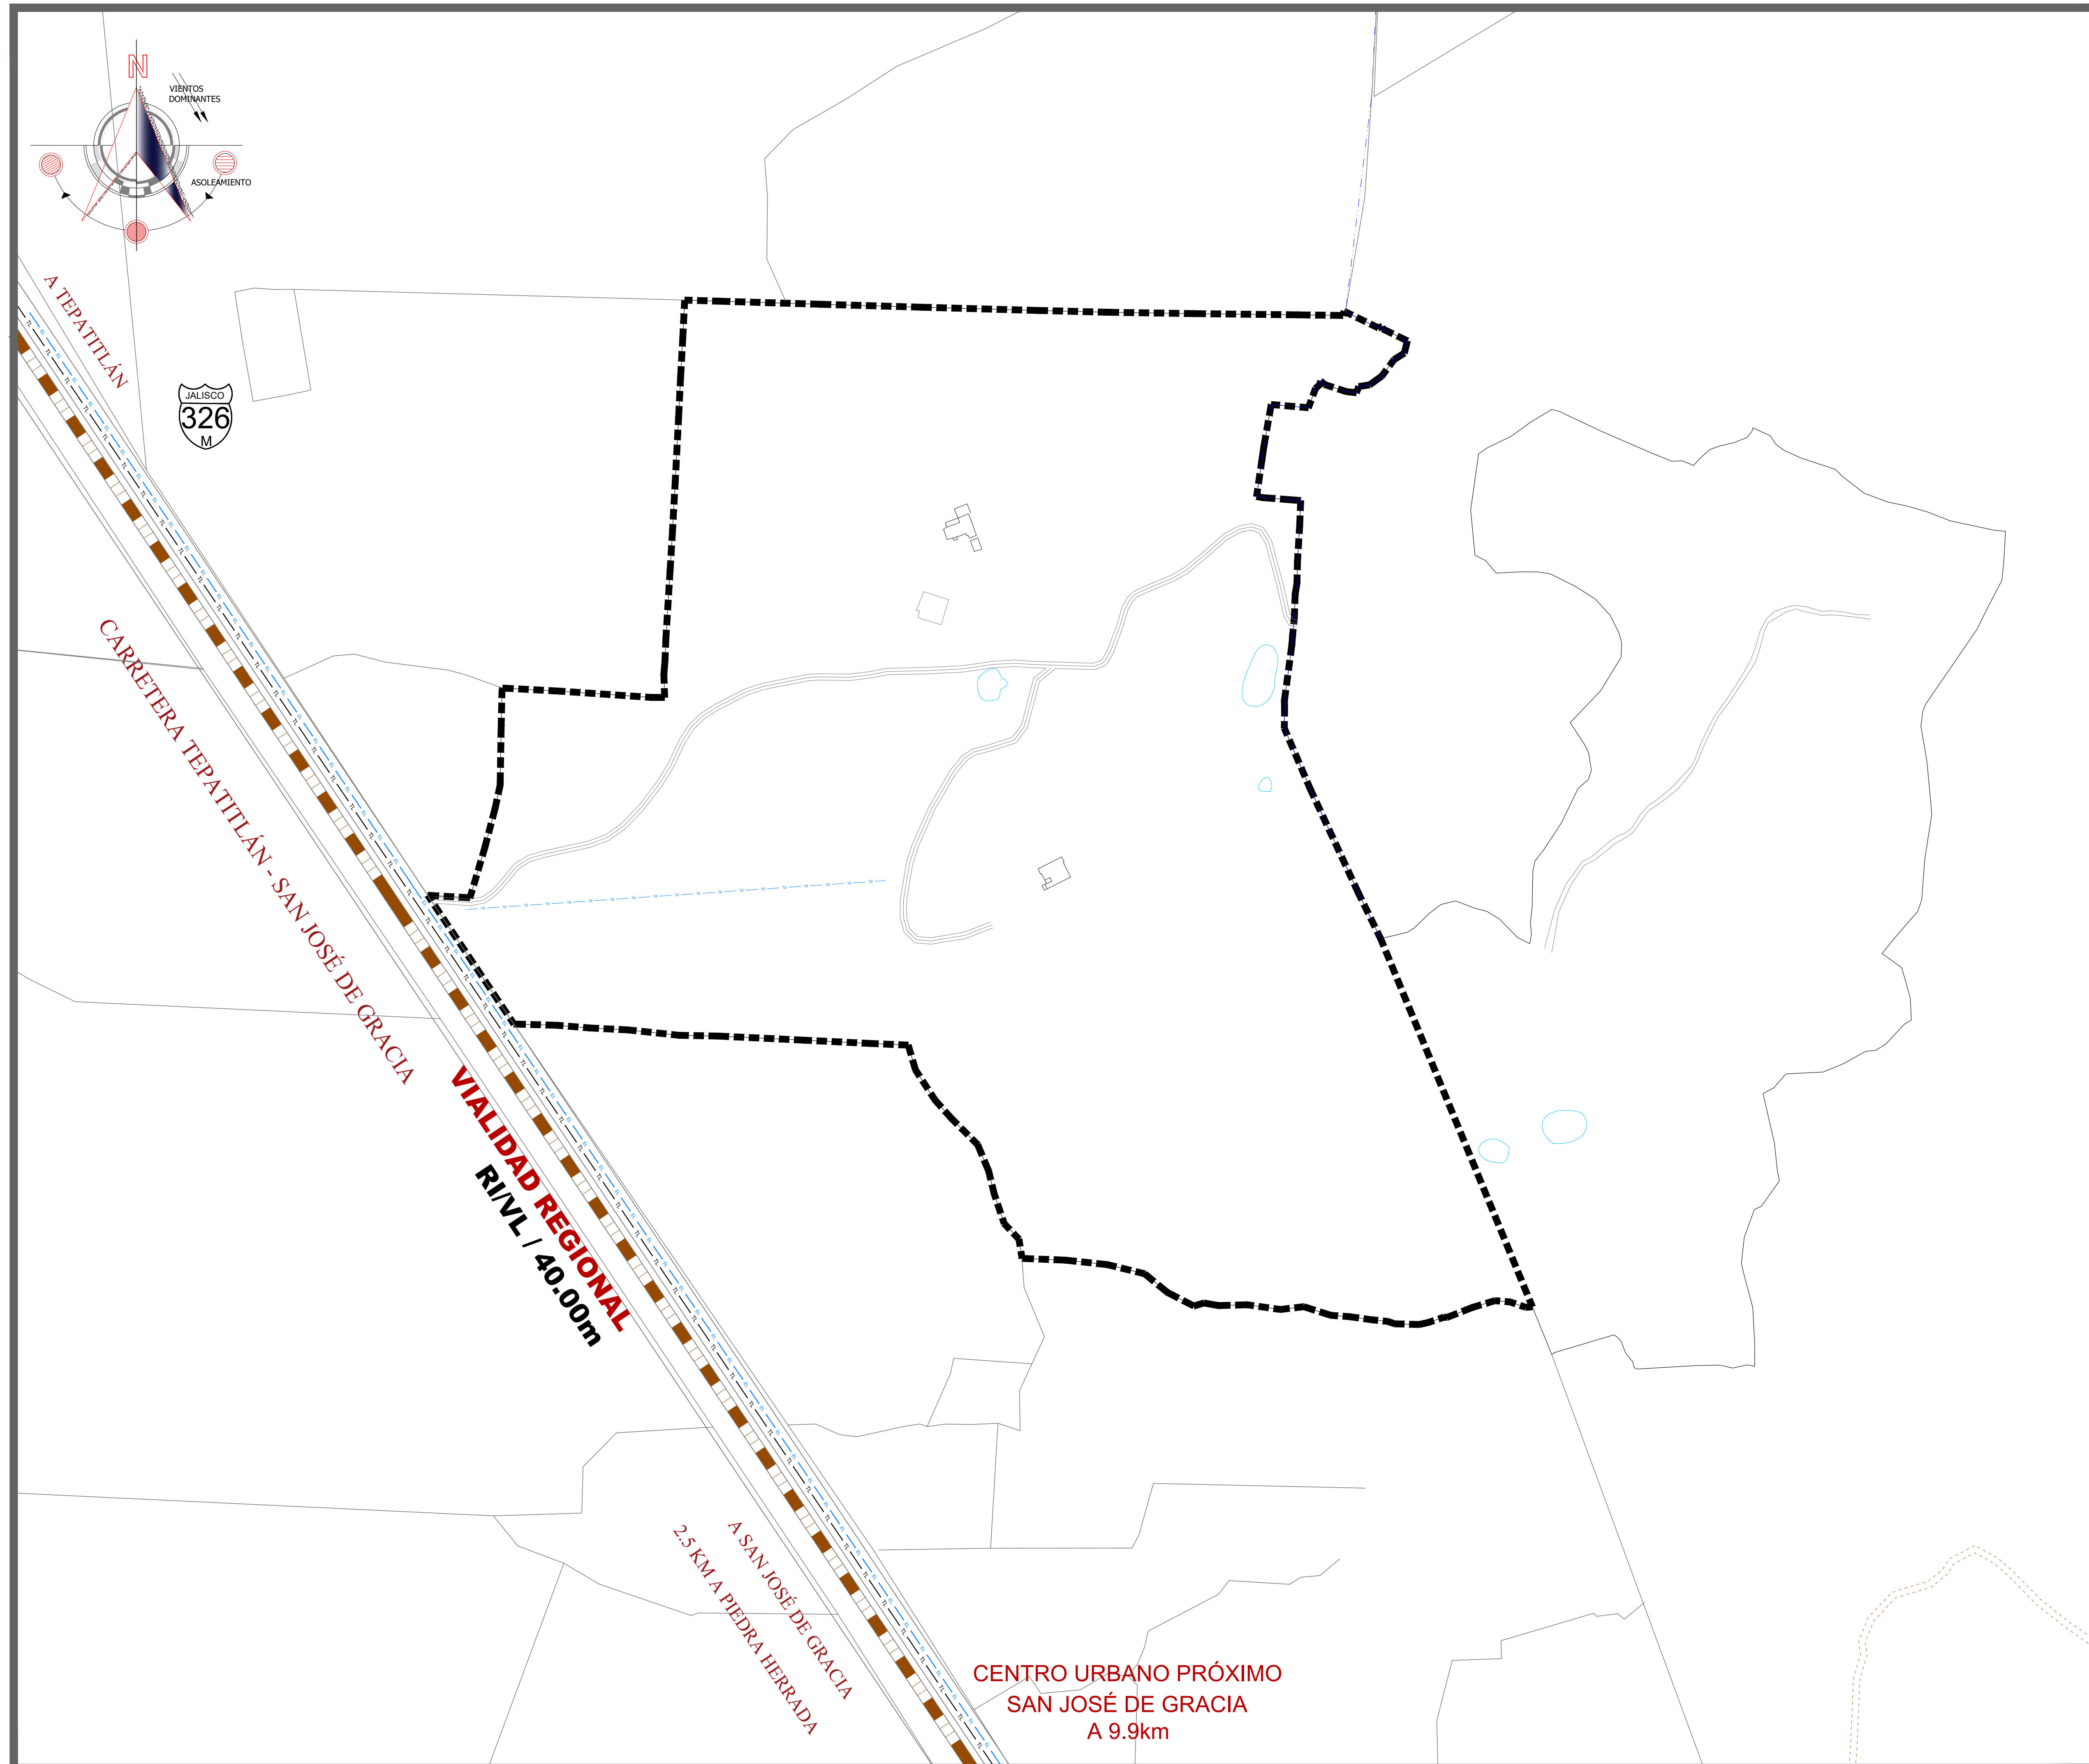 N
VIENTOS
DOMINANTES
ASOLEAMIENTO
A TEPATITLÁN
JALISCO
326
M
CARRETERA TEPATITLÁN - SAN JOSÉ DE GRACIA
VIALIDAD REGIONAL
RI/VL / 40.00m
A SAN JOSÉ DE GRACIA
2.5 KM A PIEDRA HERRADA
CENTRO URBANO PRÓXIMO
SAN JOSÉ DE GRACIA
A 9.9km
TL